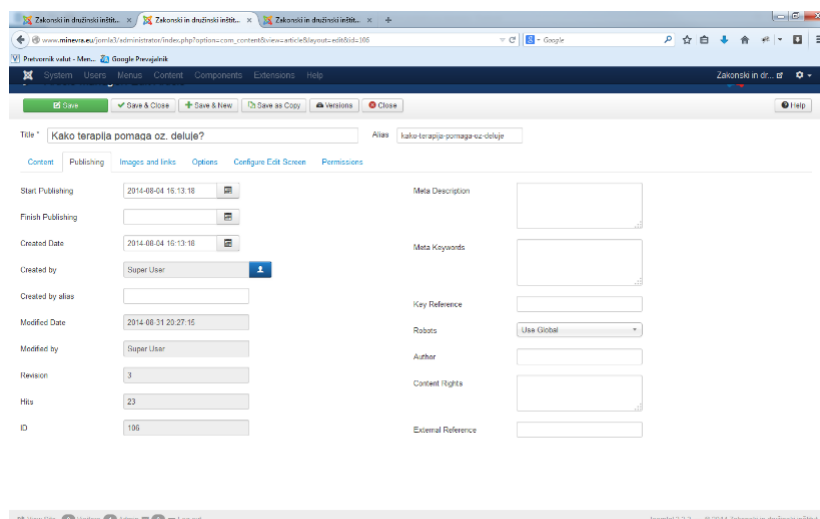 Zakonski in družinski inštit... Zakonski in družinski inštit... Zakonski in družinski inštit...
www.minevra.eu/jomla3/administrator/index.php?option=com_content&view=article&layout=edit&id=106 Google
Pretvornik valut - Men... Google Prevajalnik
System Users Menus Content Components Extensions Help Zakonski in dr...
Save Save & Close Save & New Save as Copy Versions Close Help
Title * Kako terapija pomaga oz. deluje? Alias kako-terapija-pomaga-oz-deluje
Content Publishing Images and links Options Configure Edit Screen Permissions
Start Publishing 2014-08-04 16:13:18
Finish Publishing
Created Date 2014-08-04 16:13:18
Created by Super User
Created by alias
Modified Date 2014-08-31 20:27:15
Modified by Super User
Revision 3
Hits 23
ID 106
Meta Description
Meta Keywords
Key Reference
Robots Use Global
Author
Content Rights
External Reference